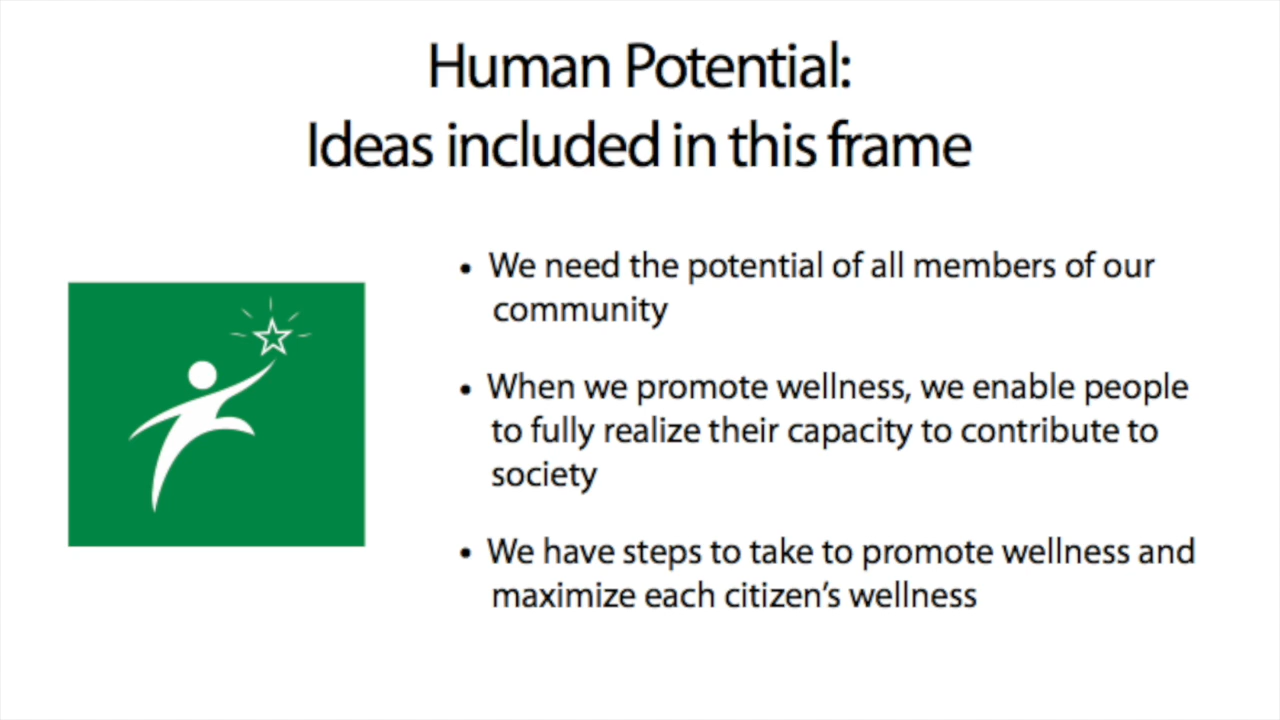 Human Potential:
Ideas included in this frame
• We need the potential of all members of our
community
• When we promote wellness, we enable people
to fully realize their capacity to contribute to
society
• We have steps to take to promote wellness and
maximize each citizen’s wellness